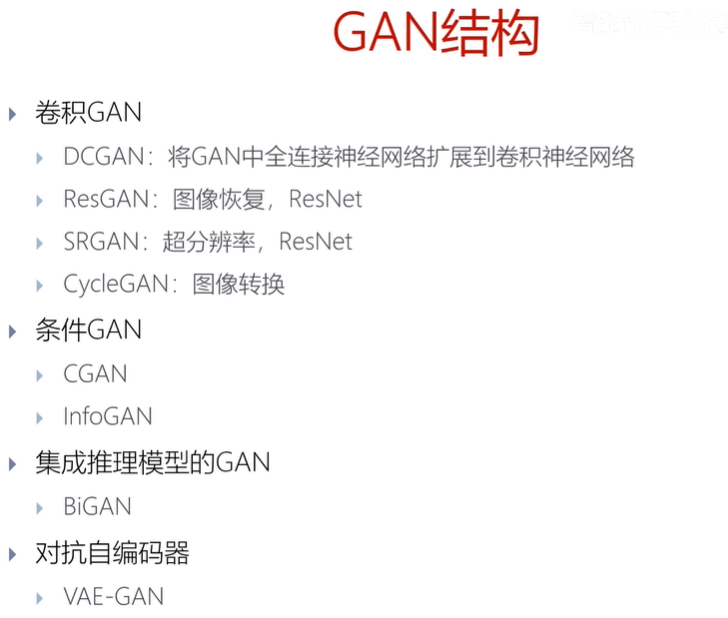 GAN结构
卷积GAN
DCGAN：将GAN中全连接神经网络扩展到卷积神经网络
ResGAN：图像恢复，ResNet
SRGAN：超分辨率，ResNet
CycleGAN：图像转换
条件GAN
CGAN
InfoGAN
集成推理模型的GAN
BiGAN
对抗自编码器
VAE-GAN